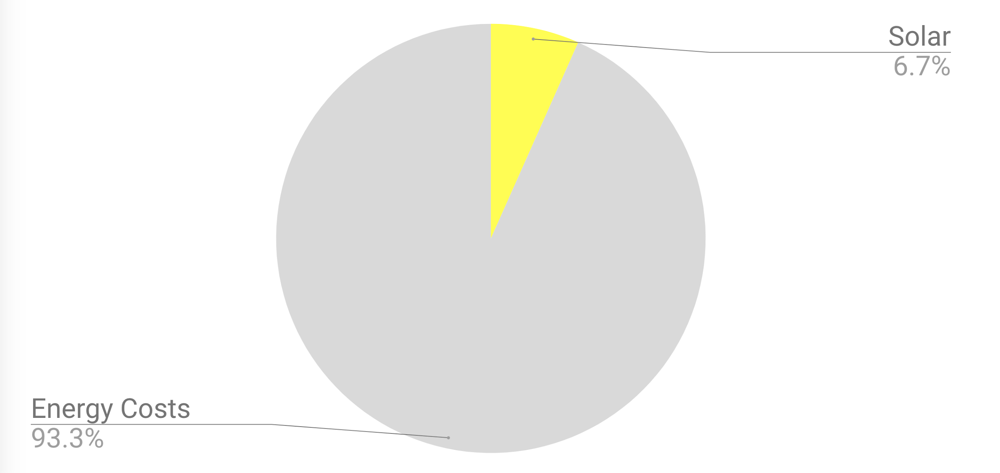 Solar
6.7%
Energy Costs
93.3%